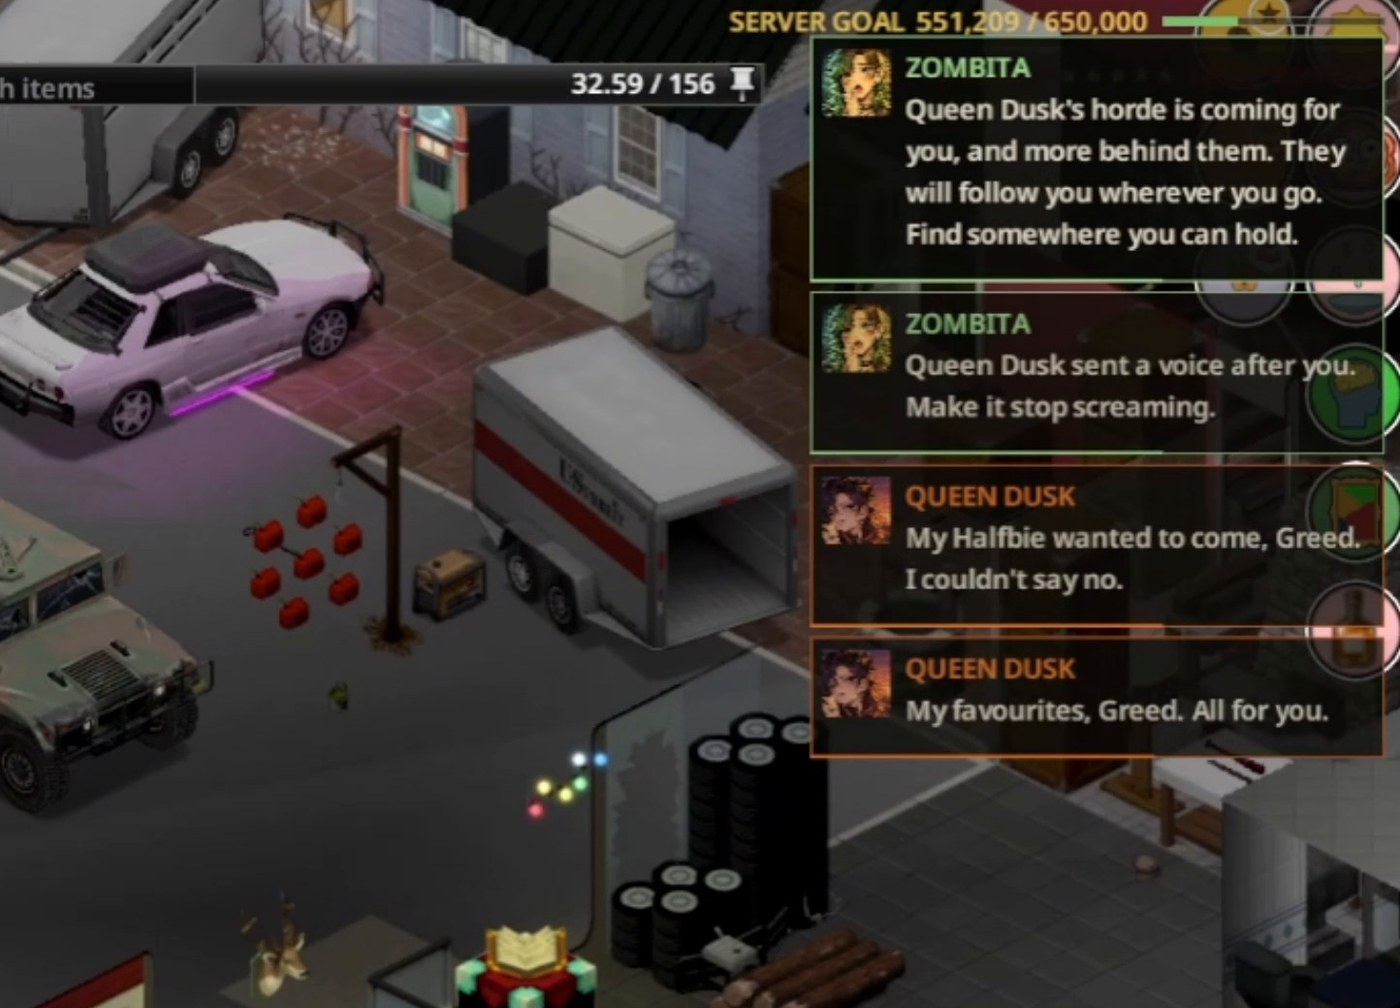 SERVER GOAL 551,209 / 650,000
h items
32.59 / 156
ZOMBITA
Queen Dusk's horde is coming for
you, and more behind them. They
will follow you wherever you go.
Find somewhere you can hold.
ZOMBITA
Queen Dusk sent a voice after you.
Make it stop screaming.
QUEEN DUSK
My Halfbie wanted to come, Greed.
I couldn't say no.
QUEEN DUSK
My favourites, Greed. All for you.